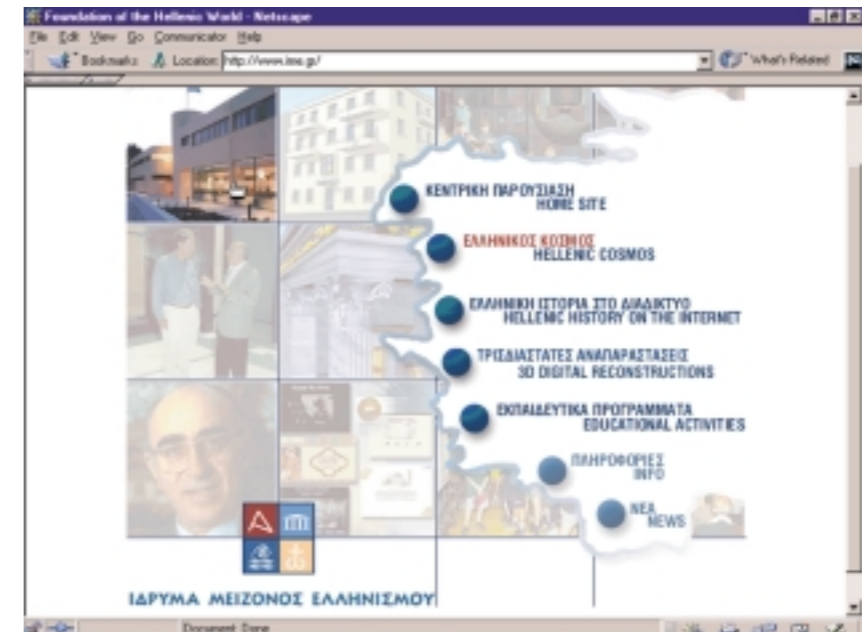 Foundation of the Hellenic World - Netscape
File Edit View Go Communicator Help
Bookmarks Location: http://www.ime.gr/ What's Related
ΚΕΝΤΡΙΚΗ ΠΑΡΟΥΣΙΑΣΗ
HOME SITE
ΕΛΛΗΝΙΚΟΣ ΚΟΣΜΟΣ
HELLENIC COSMOS
ΕΛΛΗΝΙΚΗ ΙΣΤΟΡΙΑ ΣΤΟ ΔΙΑΔΙΚΤΥΟ
HELLENIC HISTORY ON THE INTERNET
ΤΡΙΣΔΙΑΣΤΑΤΕΣ ΑΝΑΠΑΡΑΣΤΑΣΕΙΣ
3D DIGITAL RECONSTRUCTIONS
ΕΚΠΑΙΔΕΥΤΙΚΑ ΠΡΟΓΡΑΜΜΑΤΑ
EDUCATIONAL ACTIVITIES
ΠΛΗΡΟΦΟΡΙΕΣ
INFO
ΝΕΑ
NEWS
ΙΔΡΥΜΑ ΜΕΙΖΟΝΟΣ ΕΛΛΗΝΙΣΜΟΥ
Document: Done